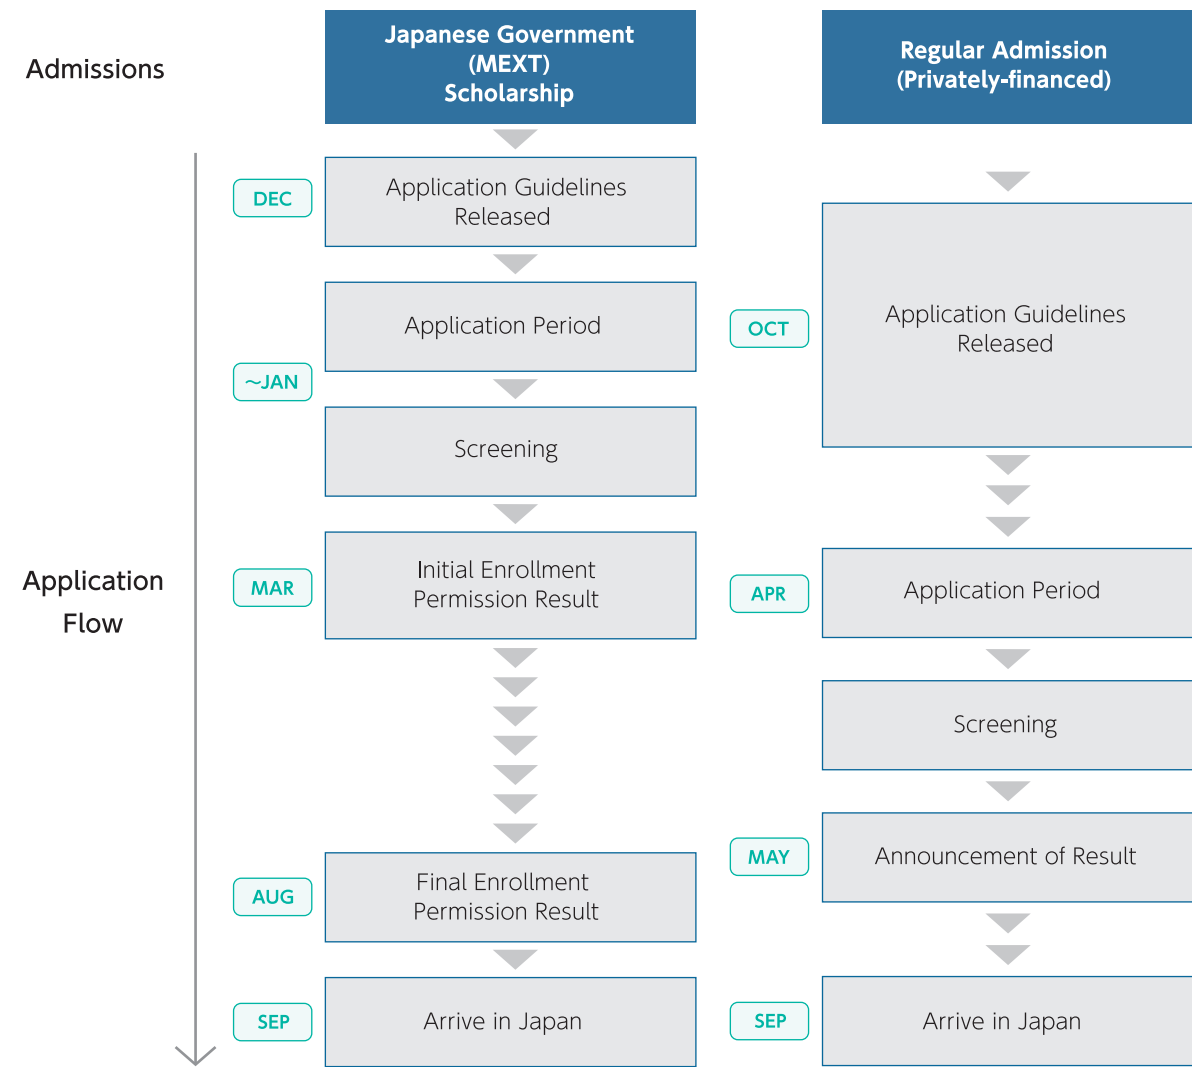 Admissions
Japanese Government
(MEXT)
Scholarship
Regular Admission
(Privately-financed)
Application
Flow
DEC
Application Guidelines
Released
Application Period
~JAN
Screening
MAR
Initial Enrollment
Permission Result
AUG
Final Enrollment
Permission Result
SEP
Arrive in Japan
OCT
Application Guidelines
Released
APR
Application Period
Screening
MAY
Announcement of Result
SEP
Arrive in Japan